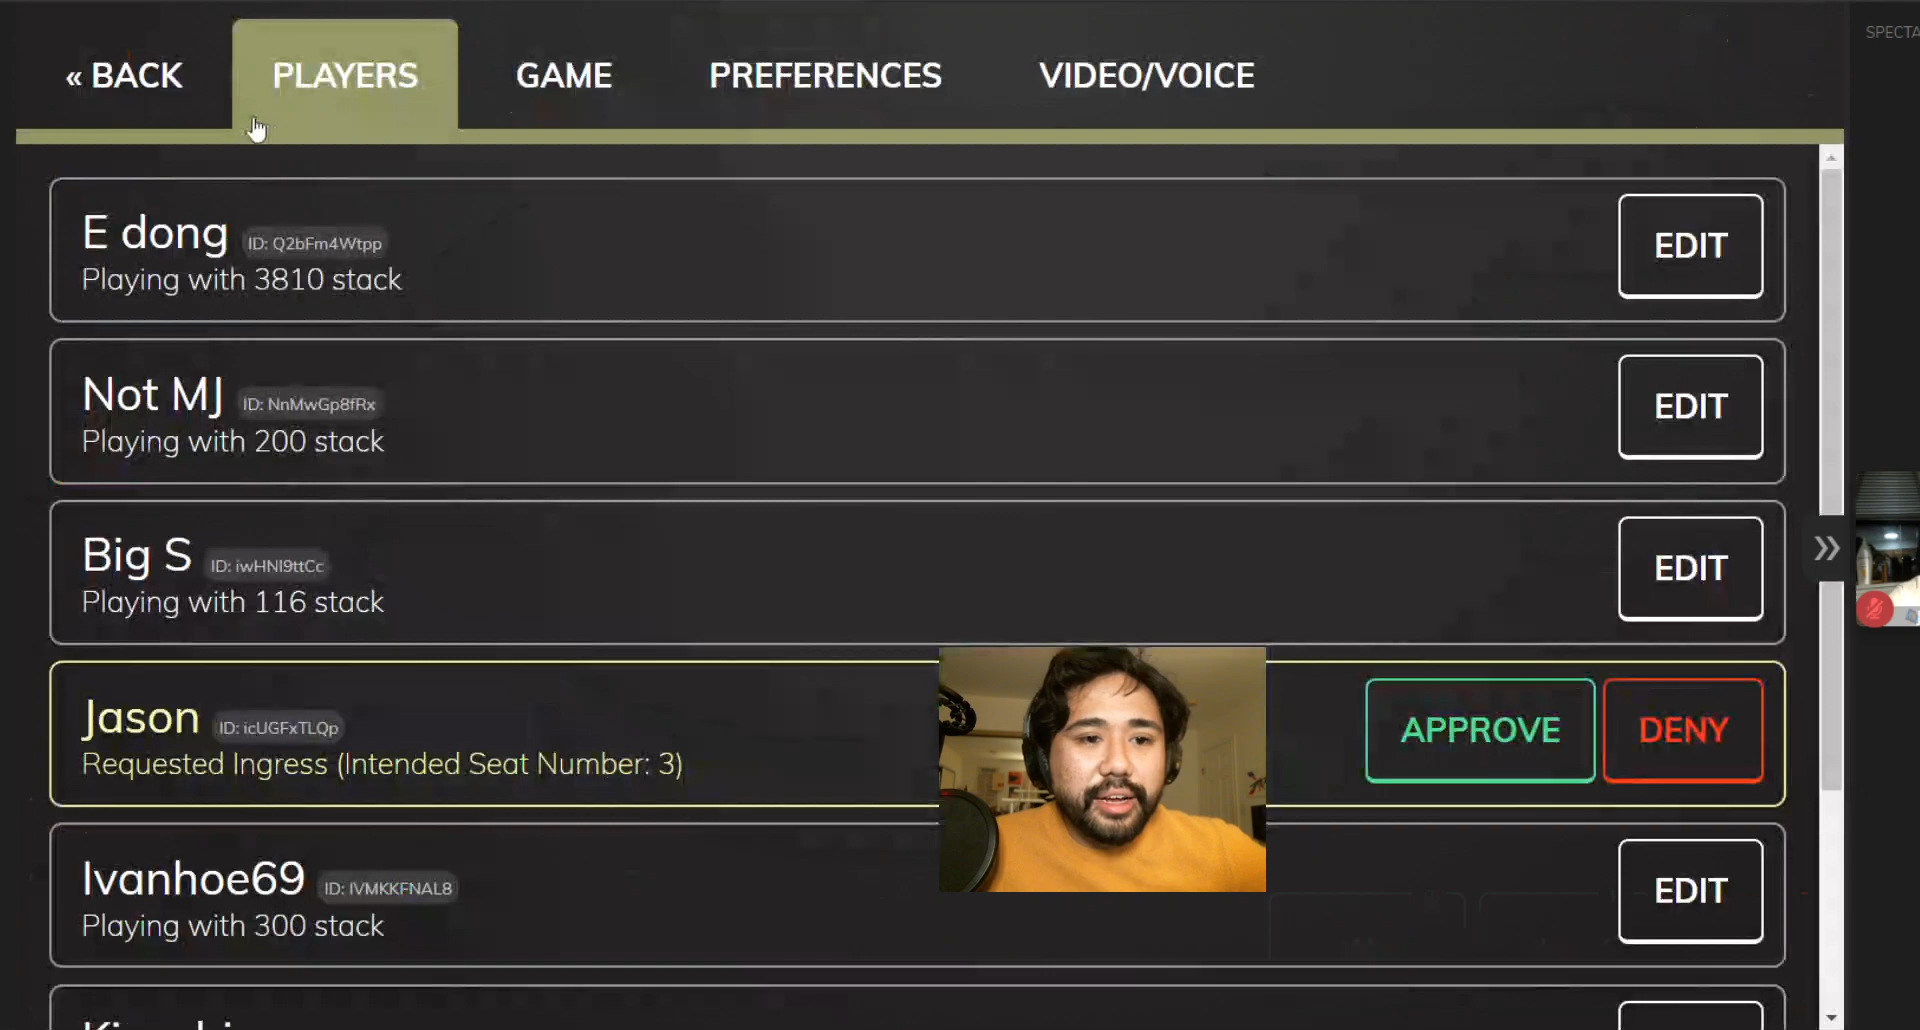 « BACK
PLAYERS
GAME
PREFERENCES
VIDEO/VOICE
E dong ID: Q2bFm4Wtpp
Playing with 3810 stack
EDIT
Not MJ ID: NnMwGp8fRx
Playing with 200 stack
EDIT
Big S ID: iwHNI9ttCc
Playing with 116 stack
EDIT
Jason ID: icUGFxTLQp
Requested Ingress (Intended Seat Number: 3)
APPROVE
DENY
Ivanhoe69 ID: IVMKKFNAL8
Playing with 300 stack
EDIT